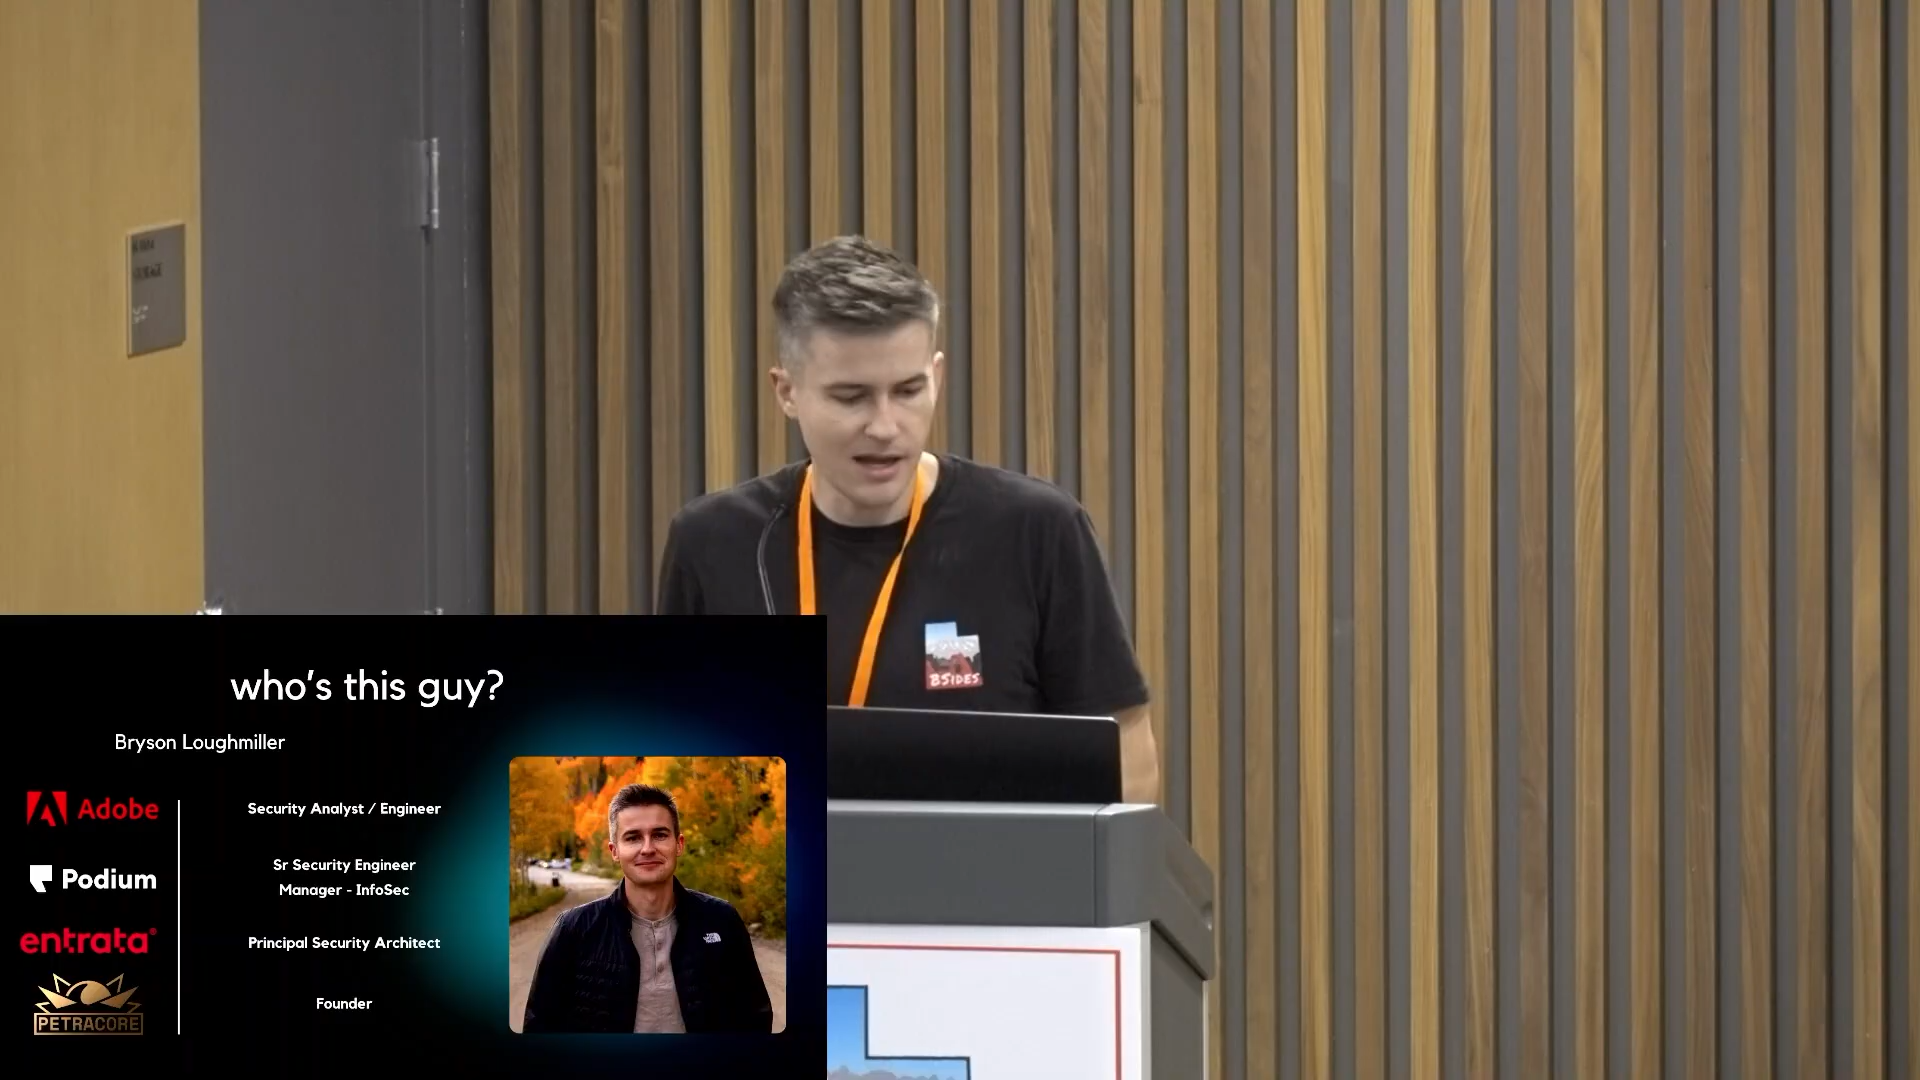 BSIDES
who's this guy?
Bryson Loughmiller
Adobe
Security Analyst / Engineer
Podium
Sr Security Engineer
Manager - InfoSec
entrata
Principal Security Architect
PETRACORE
Founder